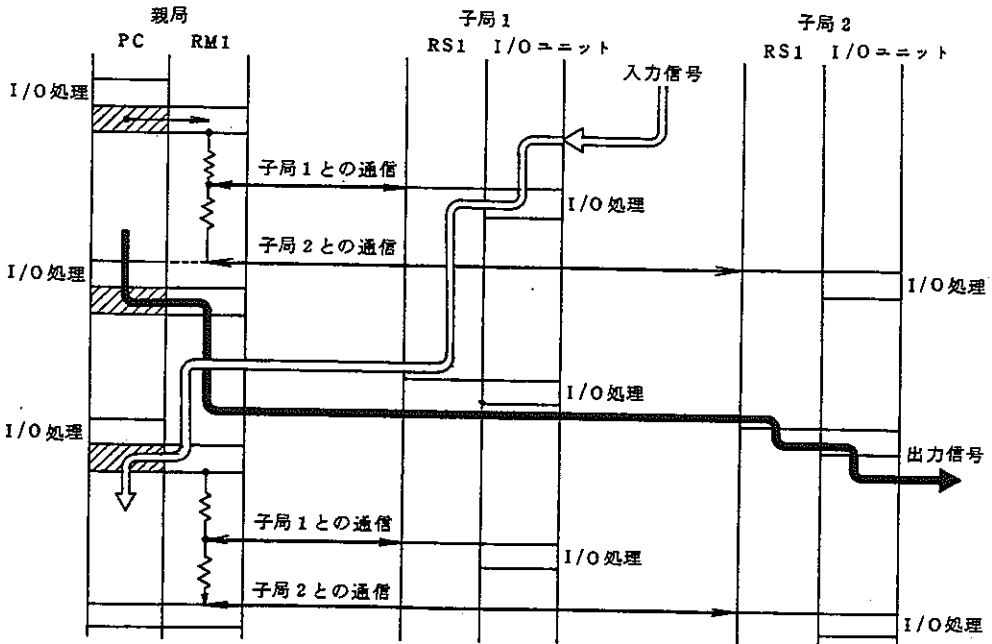 親局
子局1
子局2
PC RM1
RS1 I/Oユニット
RS1 I/Oユニット
入力信号
I/O処理
子局1との通信
I/O処理
子局2との通信
I/O処理
I/O処理
I/O処理
I/O処理
出力信号
子局1との通信
I/O処理
子局2との通信
I/O処理